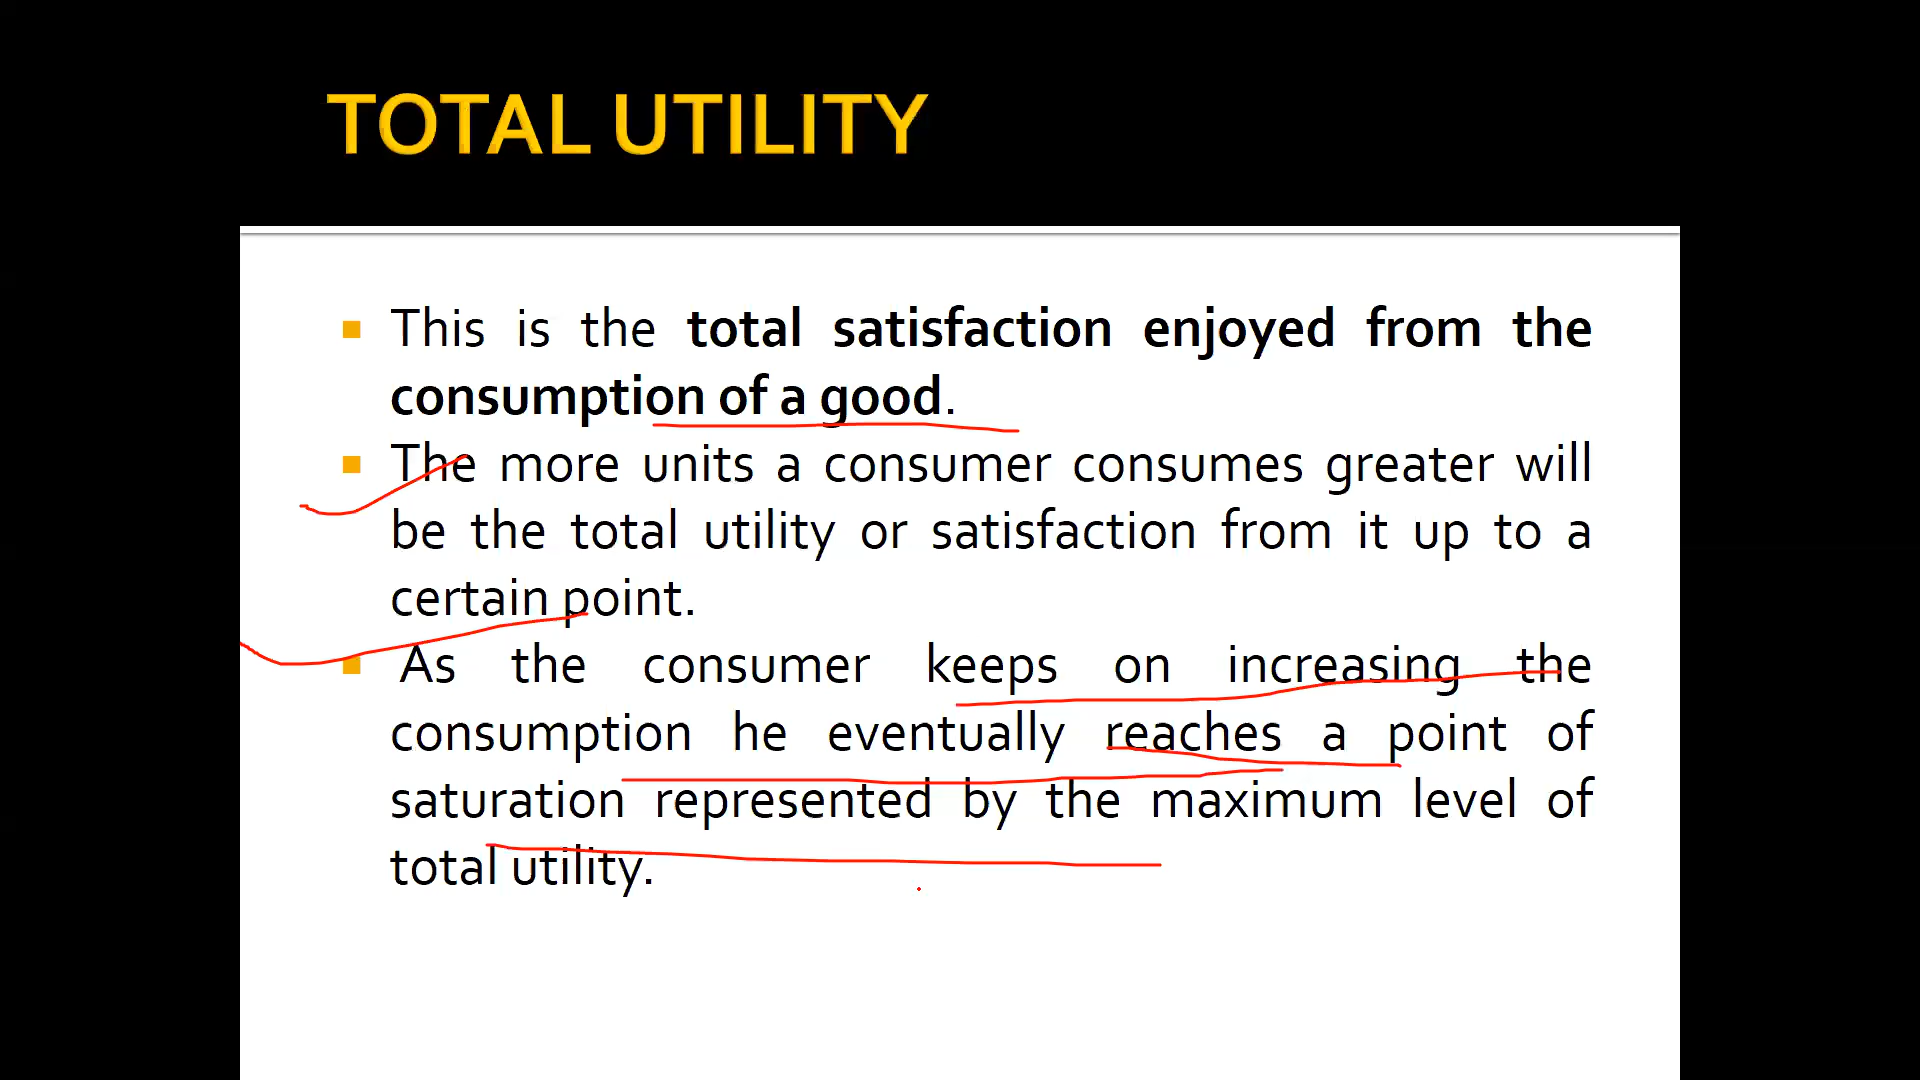 TOTAL UTILITY
This is the total satisfaction enjoyed from the
consumption of a good.
The more units a consumer consumes greater will
be the total utility or satisfaction from it up to a
certain point.
As the consumer keeps on increasing the
consumption he eventually reaches a point of
saturation represented by the maximum level of
total utility.